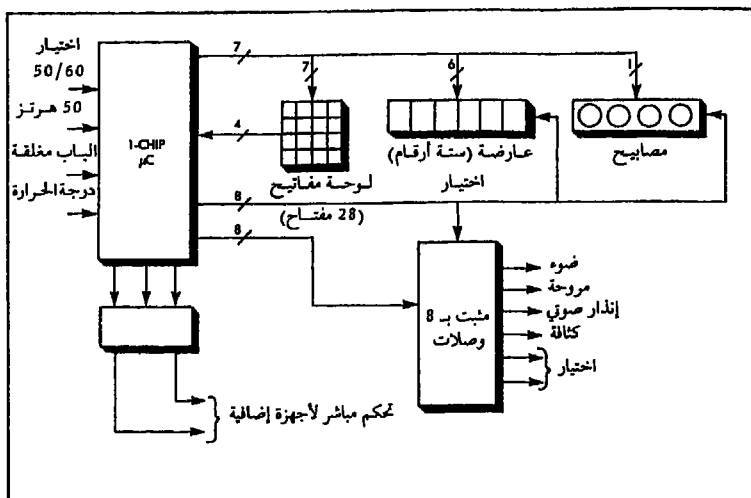 اختيار
50/60
50 هرتز
الباب مغلقة
درجة الحرارة
1-CHIP
μC
7
7
6
1
4
8
8
لوحة مفاتيح
(28 مفتاح)
عارضة (ستة أرقام)
اختيار
مصابيح
مثبت بـ 8
وصلات
ضوء
مروحة
إنذار صوتي
كثافة
اختيار
تحكم مباشر لأجهزة إضافية